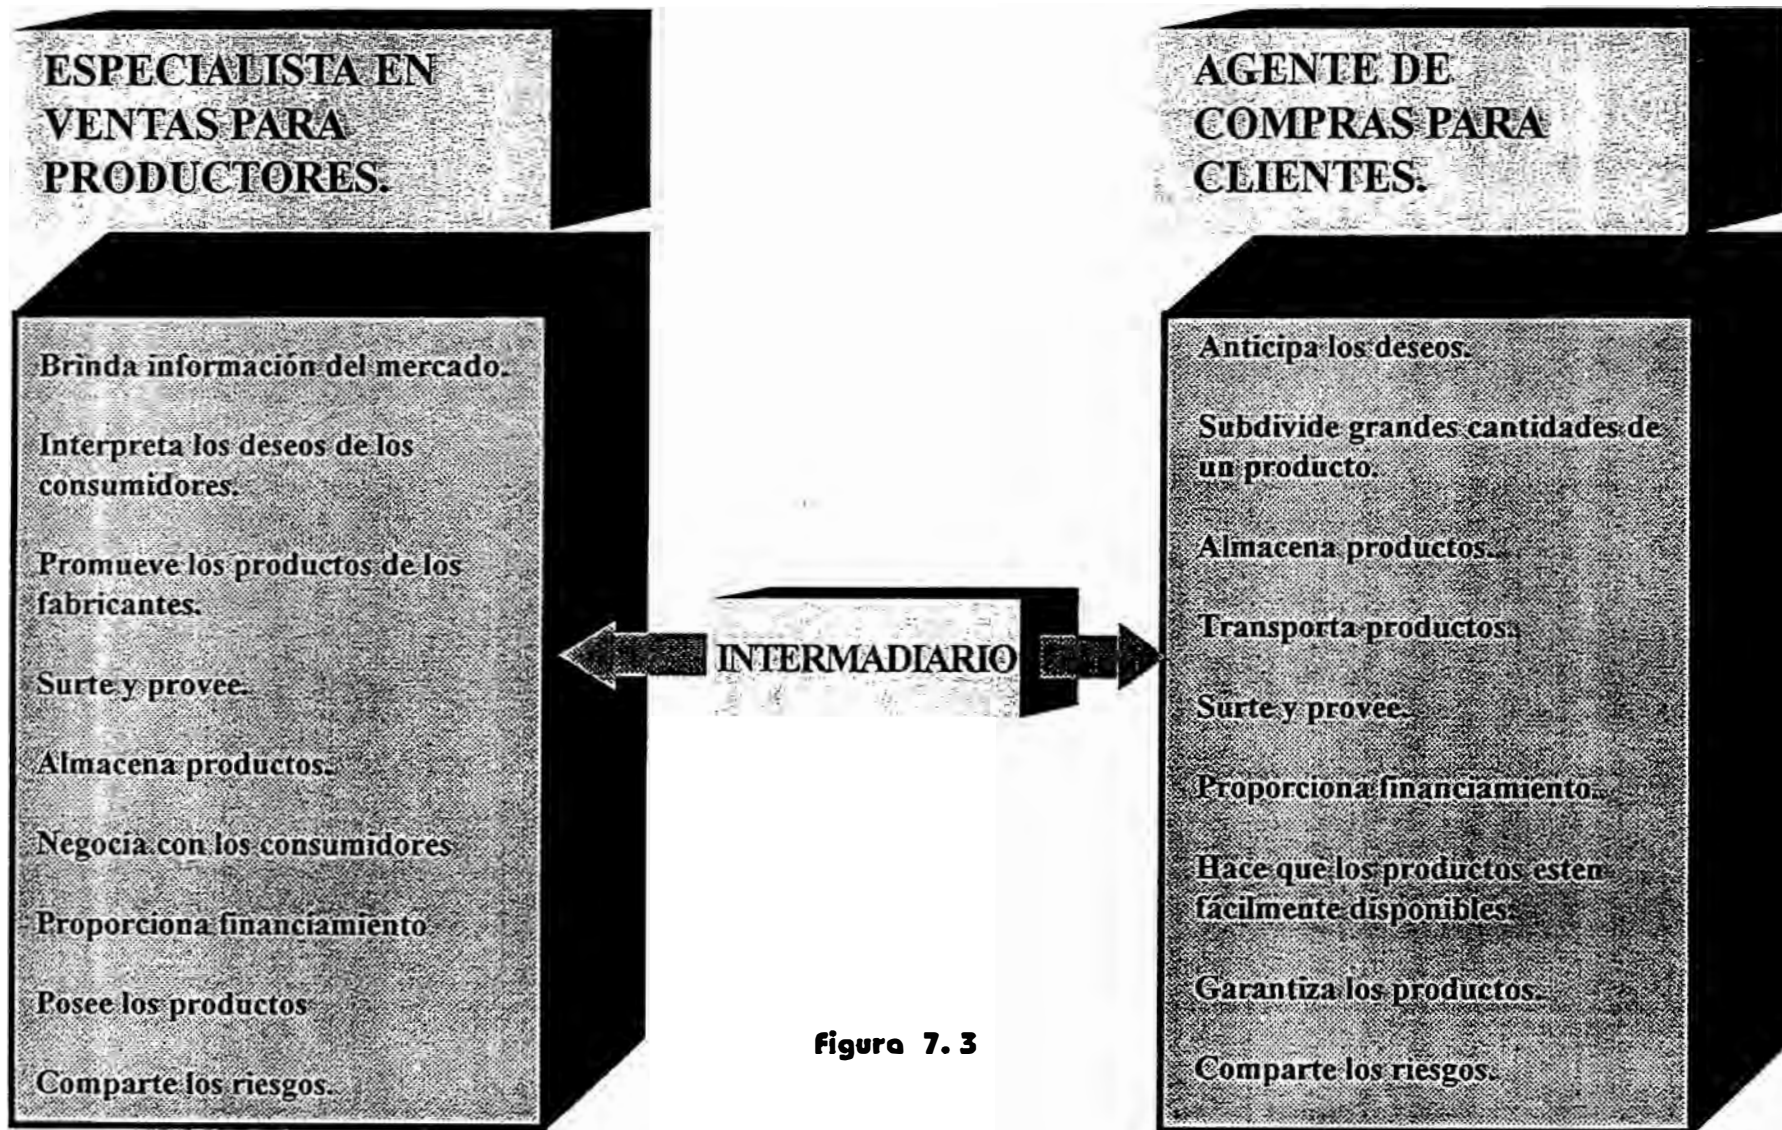 ESPECIALISTA EN
VENTAS PARA
PRODUCTORES.
Brinda información del mercado.
Interpreta los deseos de los
consumidores.
Promueve los productos de los
fabricantes.
Surte y provee.
Almacena productos.
Negocia con los consumidores
Proporciona financiamiento
Posee los productos
Comparte los riesgos.
INTERMADIARIO
AGENTE DE
COMPRAS PARA
CLIENTES.
Anticipa los deseos.
Subdivide grandes cantidades de
un producto.
Almacena productos.
Transporta productos.
Surte y provee.
Proporciona financiamiento.
Hace que los productos esten
fácilmente disponibles.
Garantiza los productos.
Comparte los riesgos.
Figura 7.3